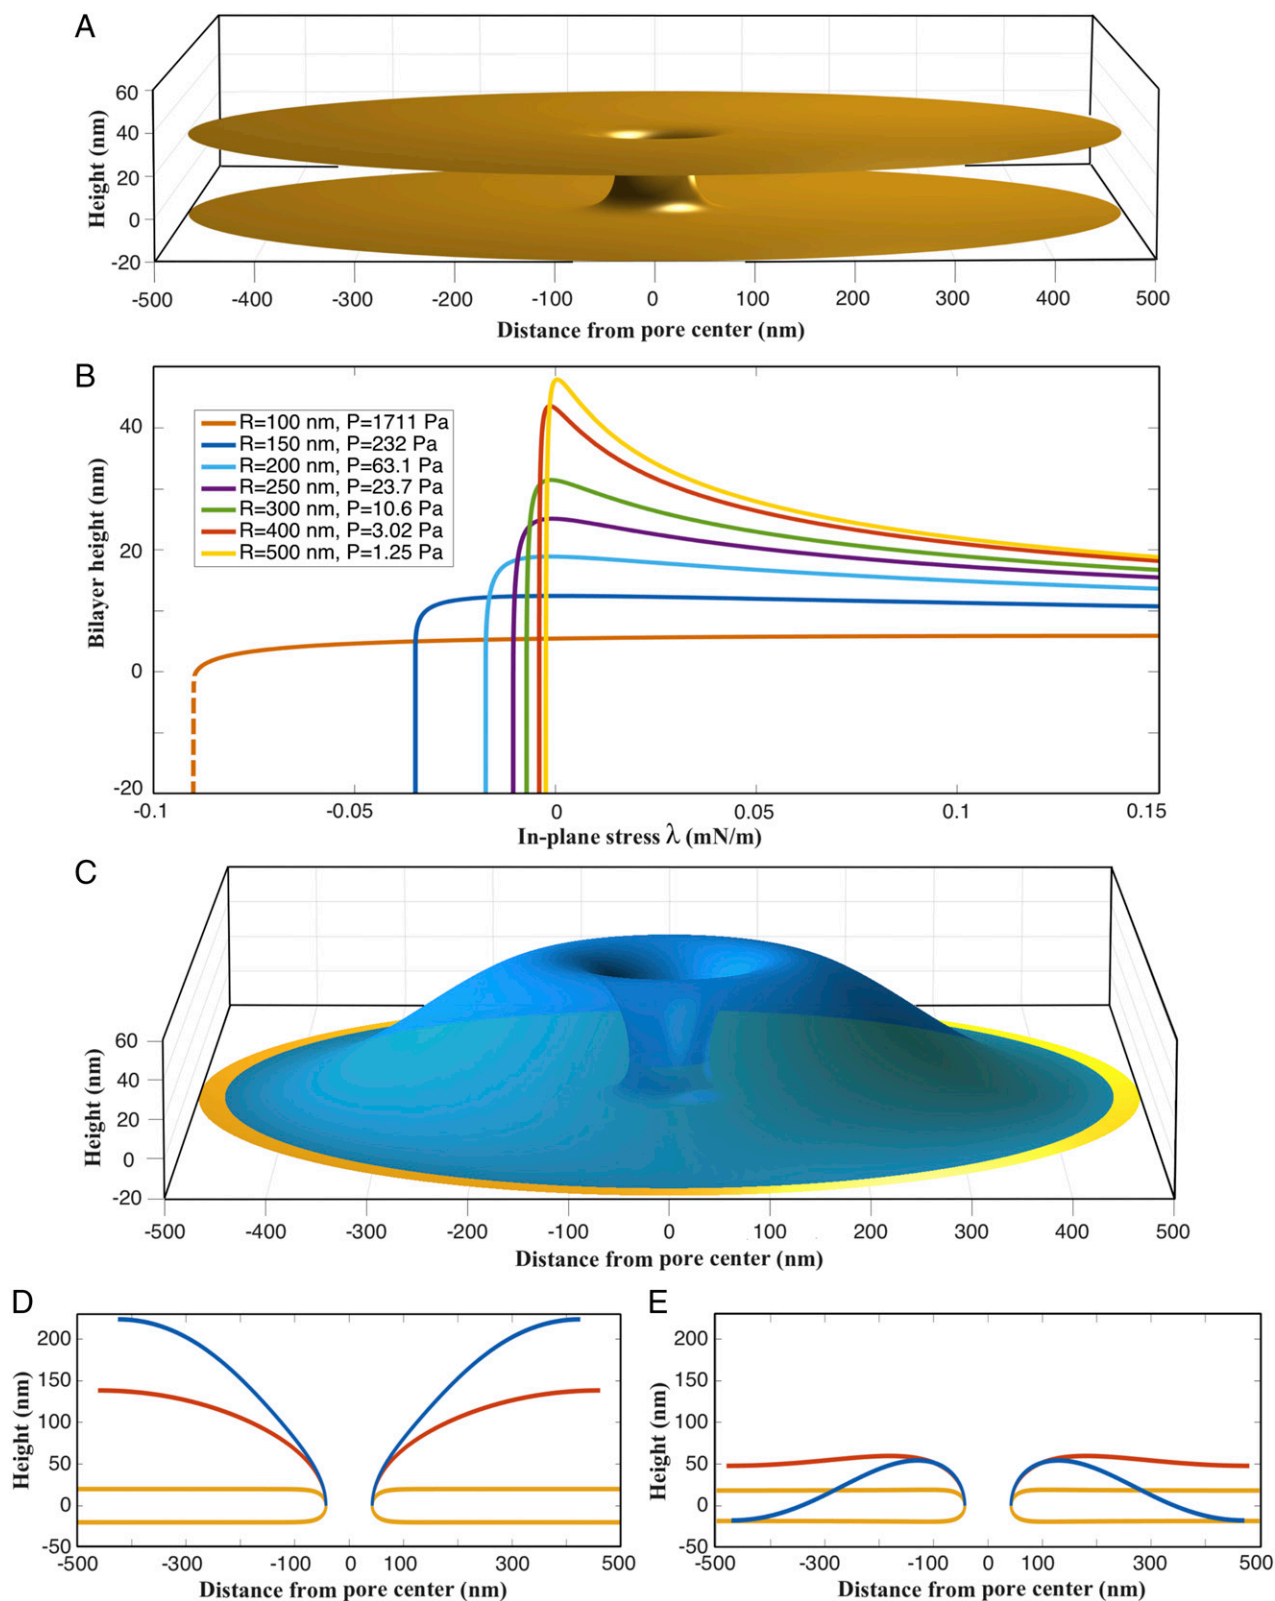 A
Height (nm)
60
40
20
0
-20
-500 -400 -300 -200 -100 0 100 200 300 400 500
Distance from pore center (nm)
B
Bilayer height (nm)
40
20
0
-20
R=100 nm, P=1711 Pa
R=150 nm, P=232 Pa
R=200 nm, P=63.1 Pa
R=250 nm, P=23.7 Pa
R=300 nm, P=10.6 Pa
R=400 nm, P=3.02 Pa
R=500 nm, P=1.25 Pa
-0.1 -0.05 0 0.05 0.1 0.15
In-plane stress λ (mN/m)
C
Height (nm)
60
40
20
0
-20
-500 -400 -300 -200 -100 0 100 200 300 400 500
Distance from pore center (nm)
D
Height (nm)
200
150
100
50
0
-50
-500 -300 -100 0 100 300 500
Distance from pore center (nm)
E
Height (nm)
200
150
100
50
0
-50
-500 -300 -100 0 100 300 500
Distance from pore center (nm)